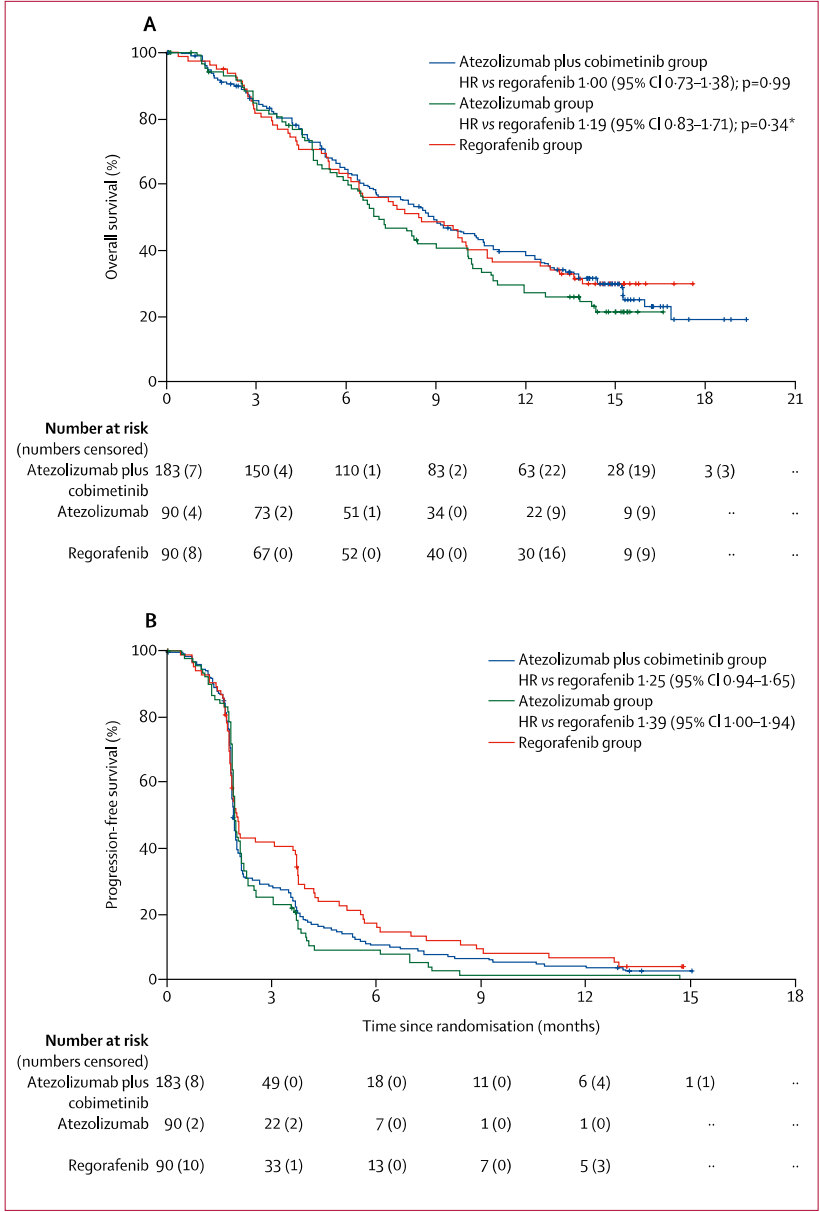 A
100
80
60
40
20
0
Overall survival (%)
Atezolizumab plus cobimetinib group
HR vs regorafenib 1·00 (95% CI 0·73–1·38); p=0·99
Atezolizumab group
HR vs regorafenib 1·19 (95% CI 0·83–1·71); p=0·34*
Regorafenib group
0 3 6 9 12 15 18 21
Number at risk
(numbers censored)
Atezolizumab plus 183 (7) 150 (4) 110 (1) 83 (2) 63 (22) 28 (19) 3 (3) ··
cobimetinib
Atezolizumab 90 (4) 73 (2) 51 (1) 34 (0) 22 (9) 9 (9) ·· ··
Regorafenib 90 (8) 67 (0) 52 (0) 40 (0) 30 (16) 9 (9) ·· ··
B
100
80
60
40
20
0
Progression-free survival (%)
Atezolizumab plus cobimetinib group
HR vs regorafenib 1·25 (95% CI 0·94–1·65)
Atezolizumab group
HR vs regorafenib 1·39 (95% CI 1·00–1·94)
Regorafenib group
0 3 6 9 12 15 18
Time since randomisation (months)
Number at risk
(numbers censored)
Atezolizumab plus 183 (8) 49 (0) 18 (0) 11 (0) 6 (4) 1 (1) ··
cobimetinib
Atezolizumab 90 (2) 22 (2) 7 (0) 1 (0) 1 (0) ·· ··
Regorafenib 90 (10) 33 (1) 13 (0) 7 (0) 5 (3) ·· ··